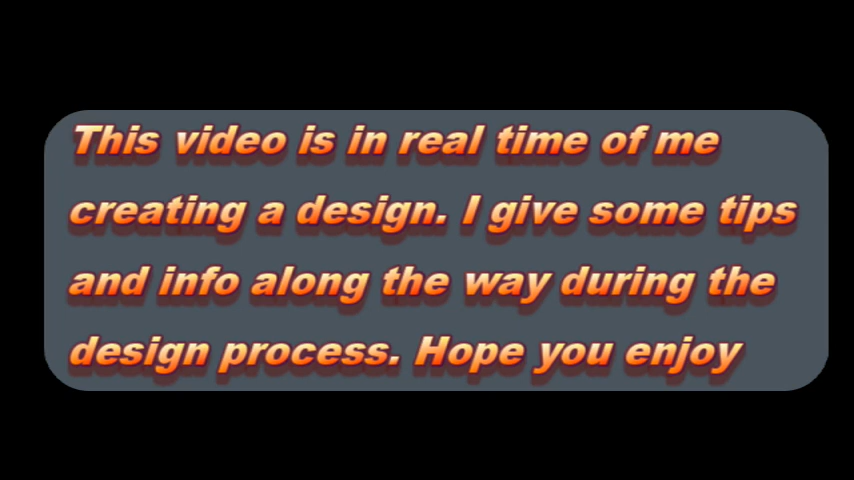 This video is in real time of me
creating a design. I give some tips
and info along the way during the
design process. Hope you enjoy